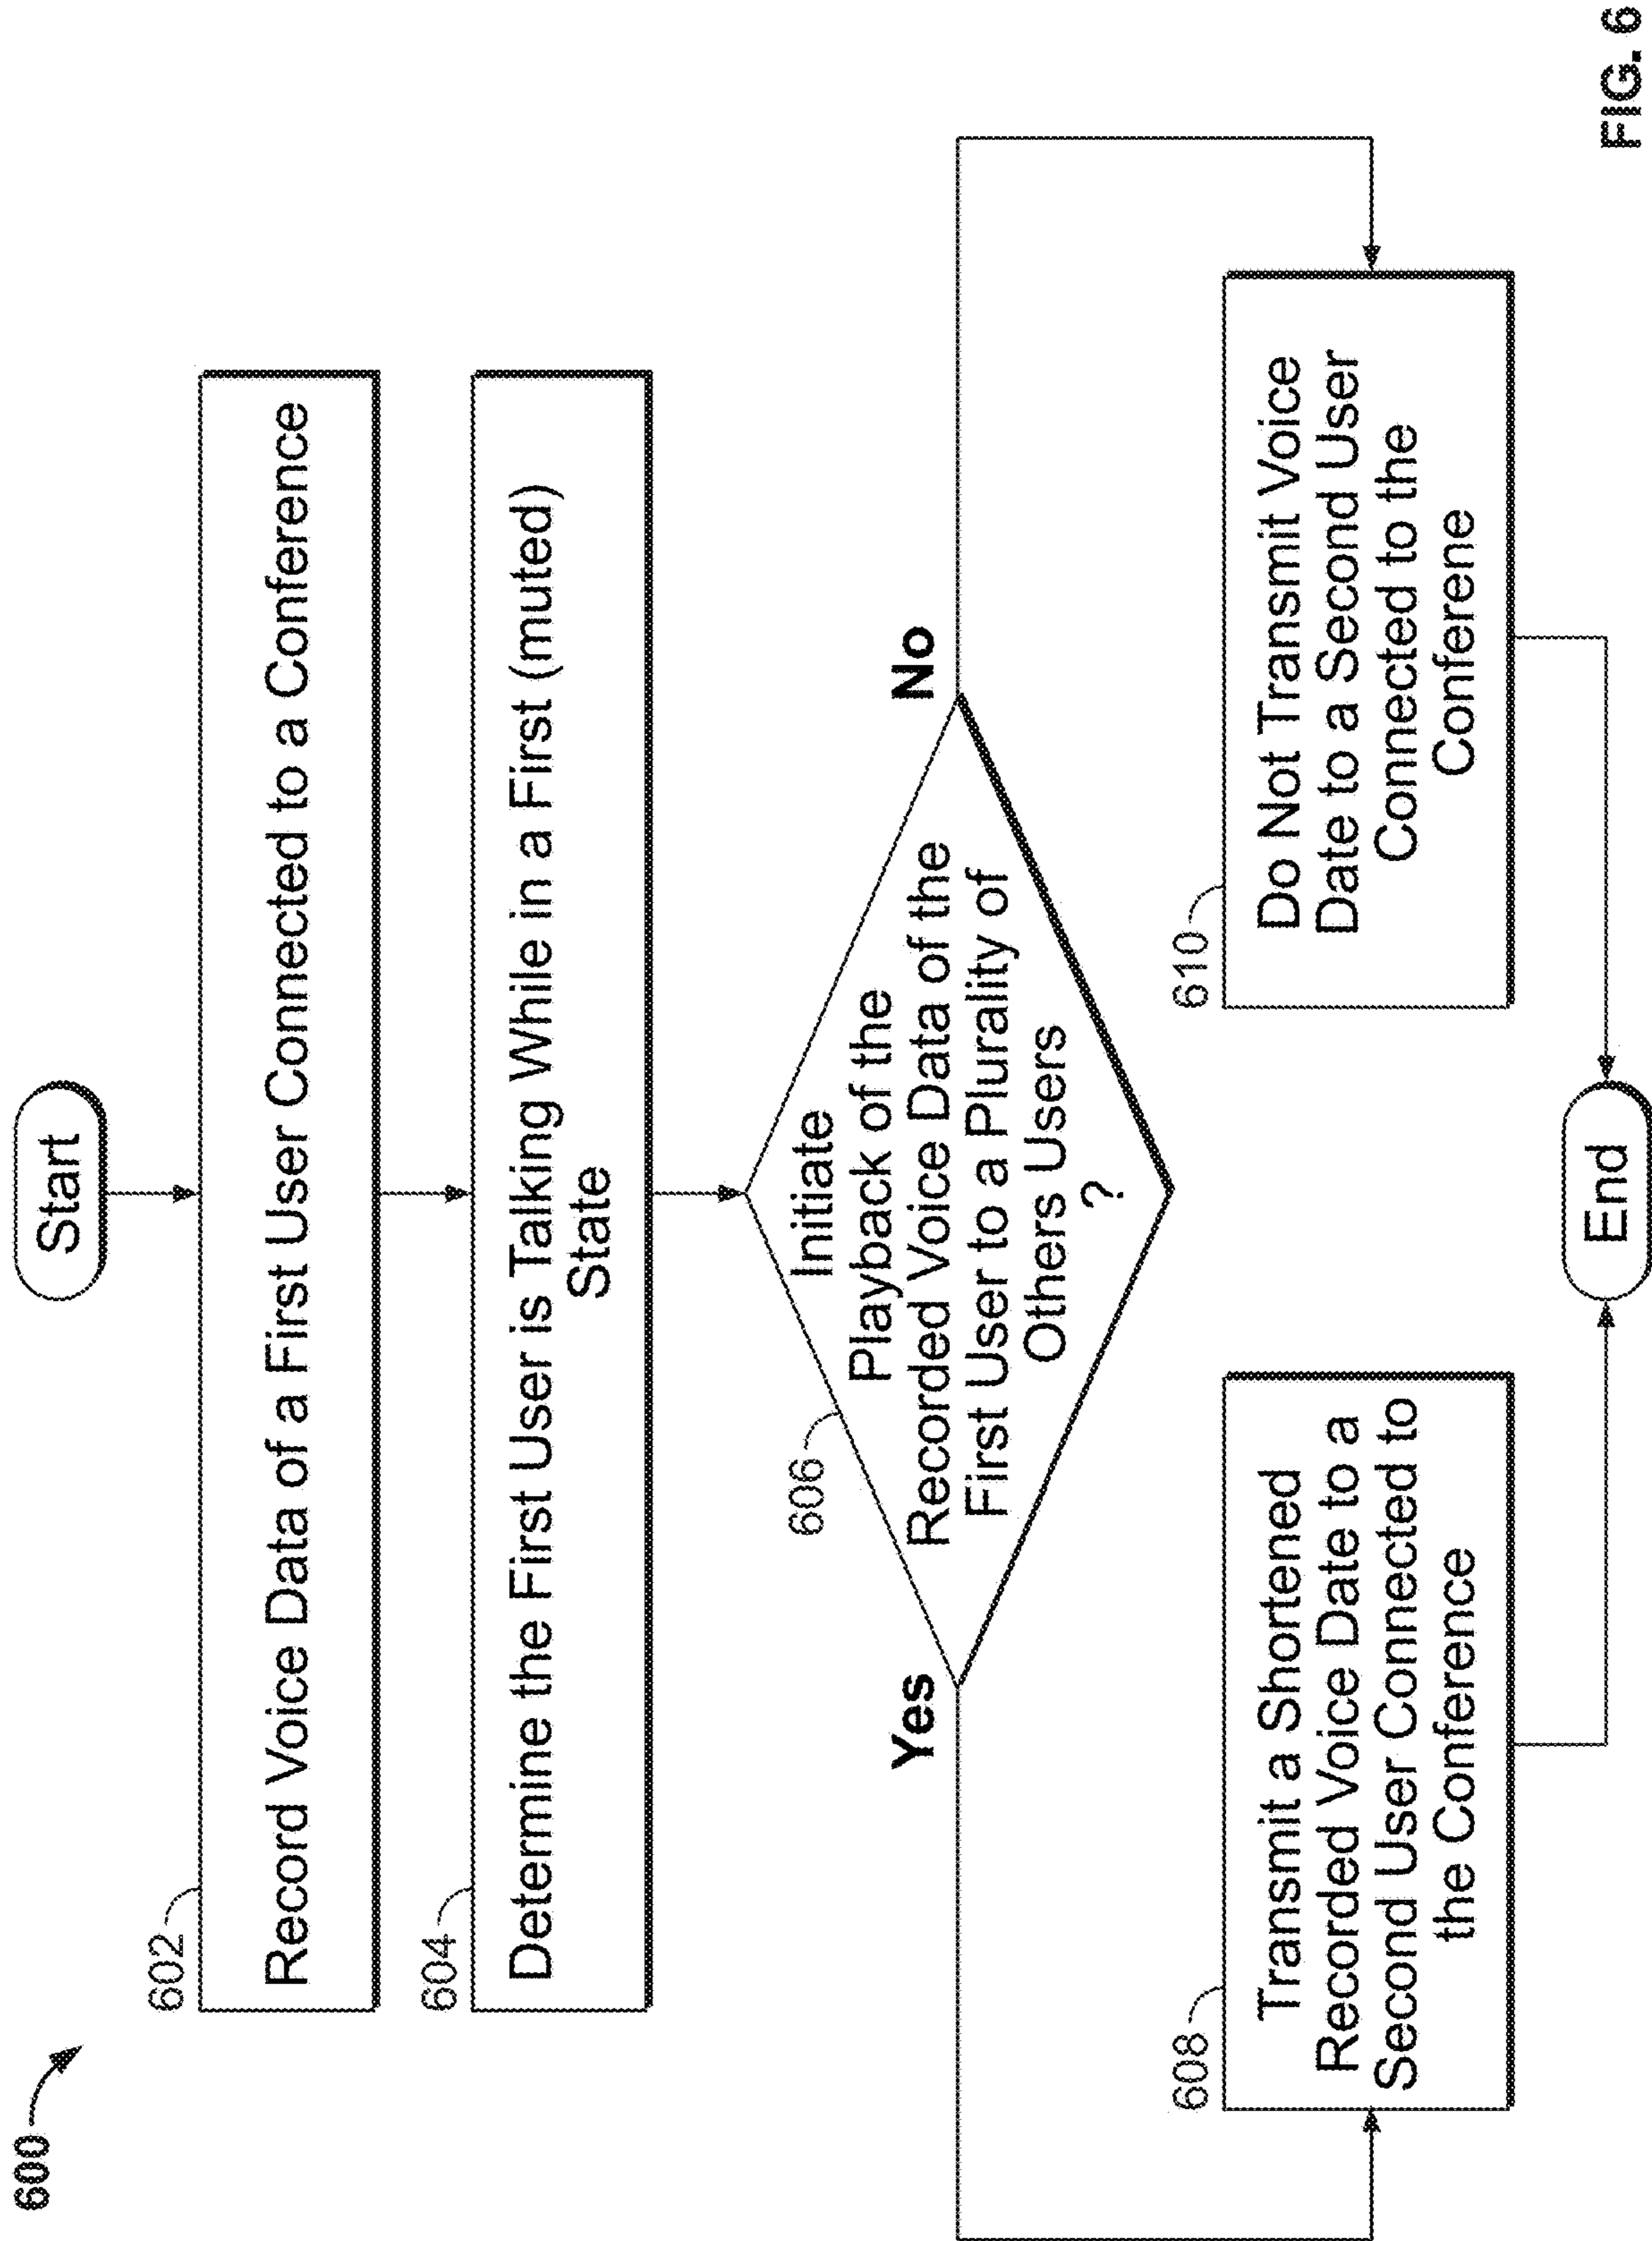 600
Start
602
Record Voice Data of a First User Connected to a Conference
604
Determine the First User is Talking While in a First (muted)
State
606
Initiate
Playback of the
Recorded Voice Data of the
First User to a Plurality of
Others Users
?
Yes
No
608
Transmit a Shortened
Recorded Voice Date to a
Second User Connected to
the Conference
610
Do Not Transmit Voice
Date to a Second User
Connected to the
Conference
End
FIG. 6